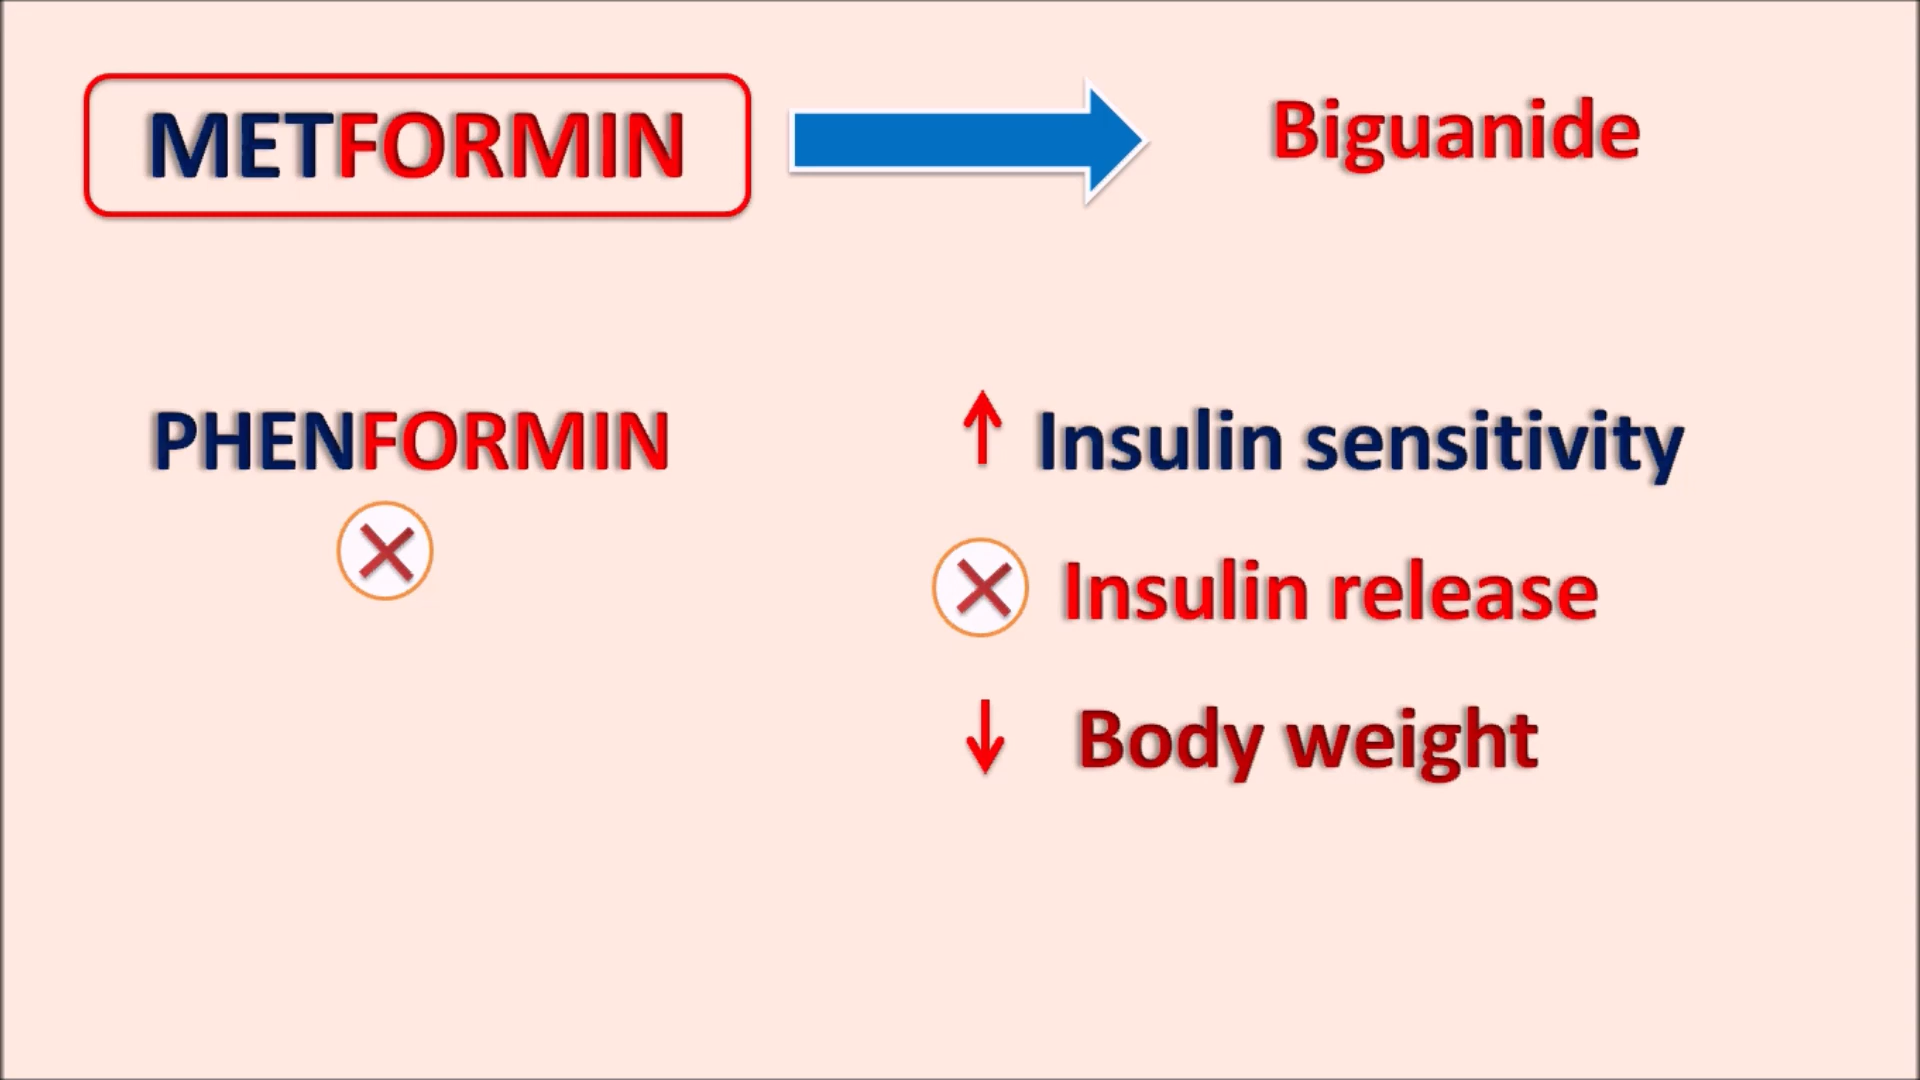 METFORMIN
Biguanide
PHENFORMIN
Insulin sensitivity
Insulin release
Body weight